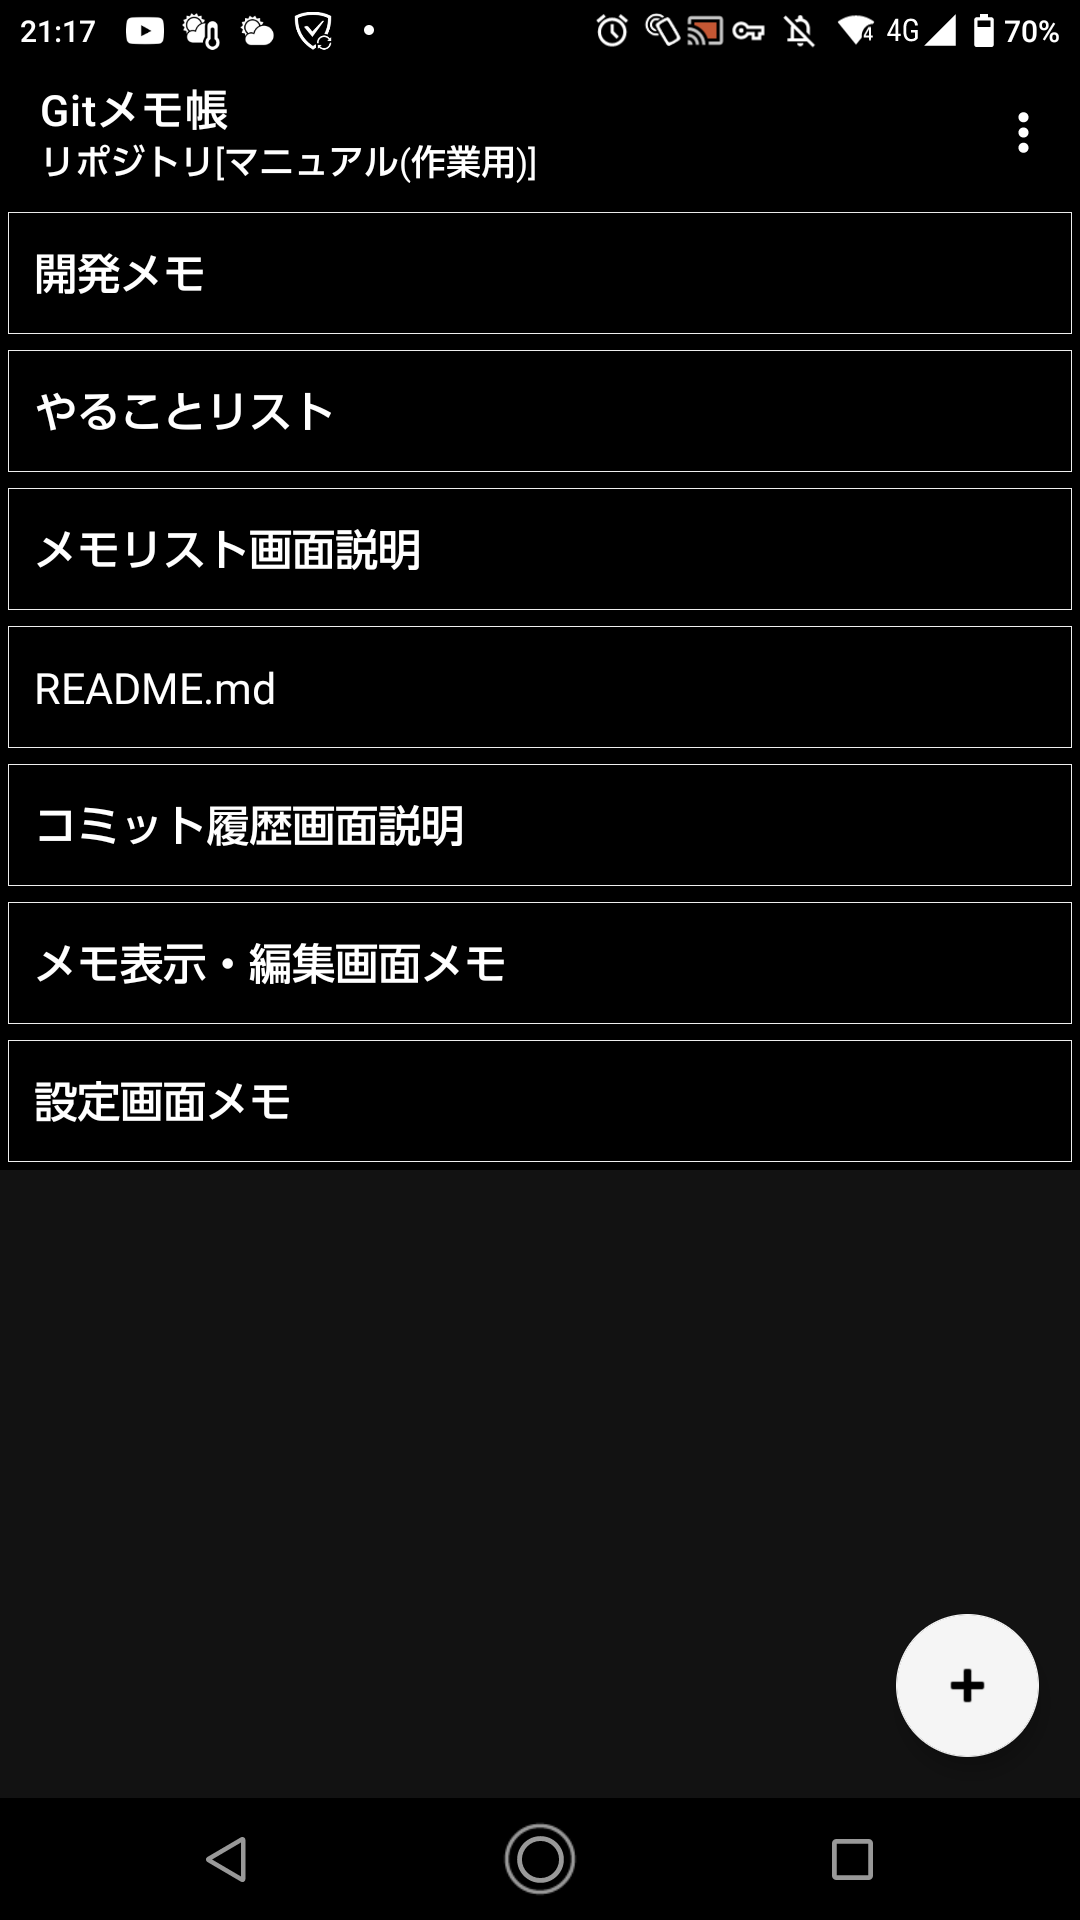 21:17
4
4G
70%
Gitメモ帳
リポジトリ[マニュアル(作業用)]
開発メモ
やることリスト
メモリスト画面説明
README.md
コミット履歴画面説明
メモ表示・編集画面メモ
設定画面メモ